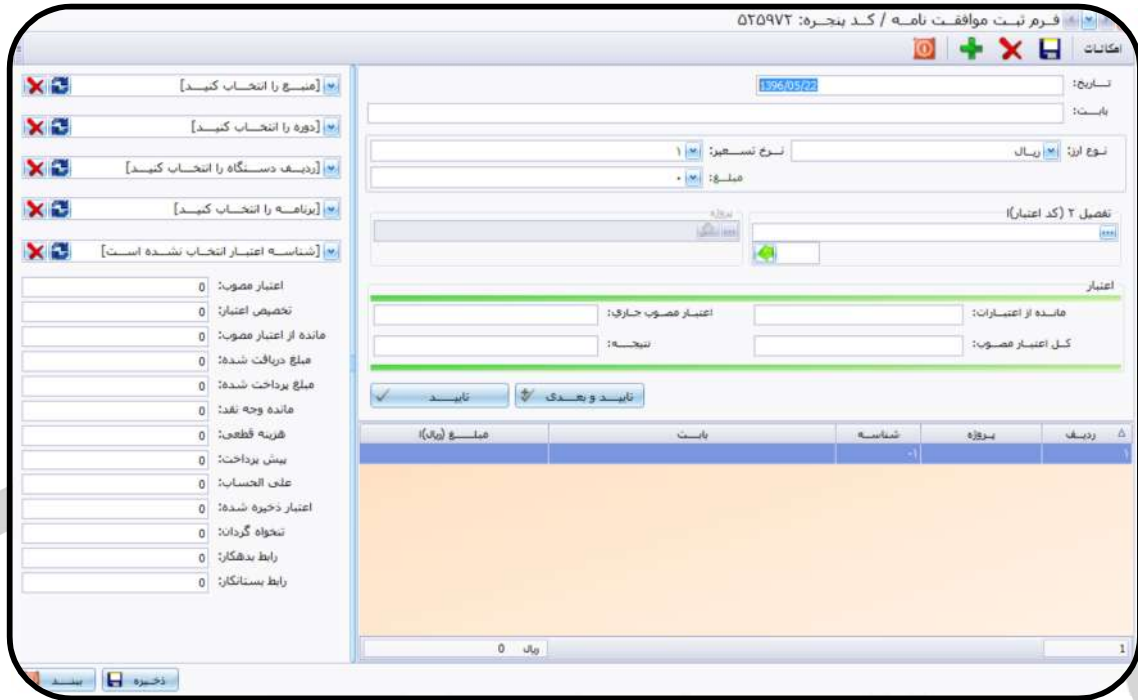 فرم ثبت موافقت نامه / کد پنجره: ۵۲۵۹۷۲
امکانات
تاریخ: 1396/05/22
بابت:
نوع ارز: ریال نرخ تسعیر: ۱
مبلغ: ۰
تفصیل ۲ (کد اعتبار)ا پروژه
اعتبار
مانده از اعتبارات: اعتبار مصوب جاری:
کل اعتبار مصوب: نتیجه:
تایید و بعدی تایید
ردیف پروژه شناسه بابت مبلغ (ریال)ا
۱ -۱
1 ریال 0
[منبع را انتخاب کنید]
[دوره را انتخاب کنید]
[ردیف دستگاه را انتخاب کنید]
[برنامه را انتخاب کنید]
[شناسه اعتبار انتخاب نشده است]
اعتبار مصوب: 0
تخصیص اعتبار: 0
مانده از اعتبار مصوب: 0
مبلغ دریافت شده: 0
مبلغ پرداخت شده: 0
مانده وجه نقد: 0
هزینه قطعی: 0
پیش پرداخت: 0
علی الحساب: 0
اعتبار ذخیره شده: 0
تنخواه گردان: 0
رابط بدهکار: 0
رابط بستانکار: 0
ذخیره ببند